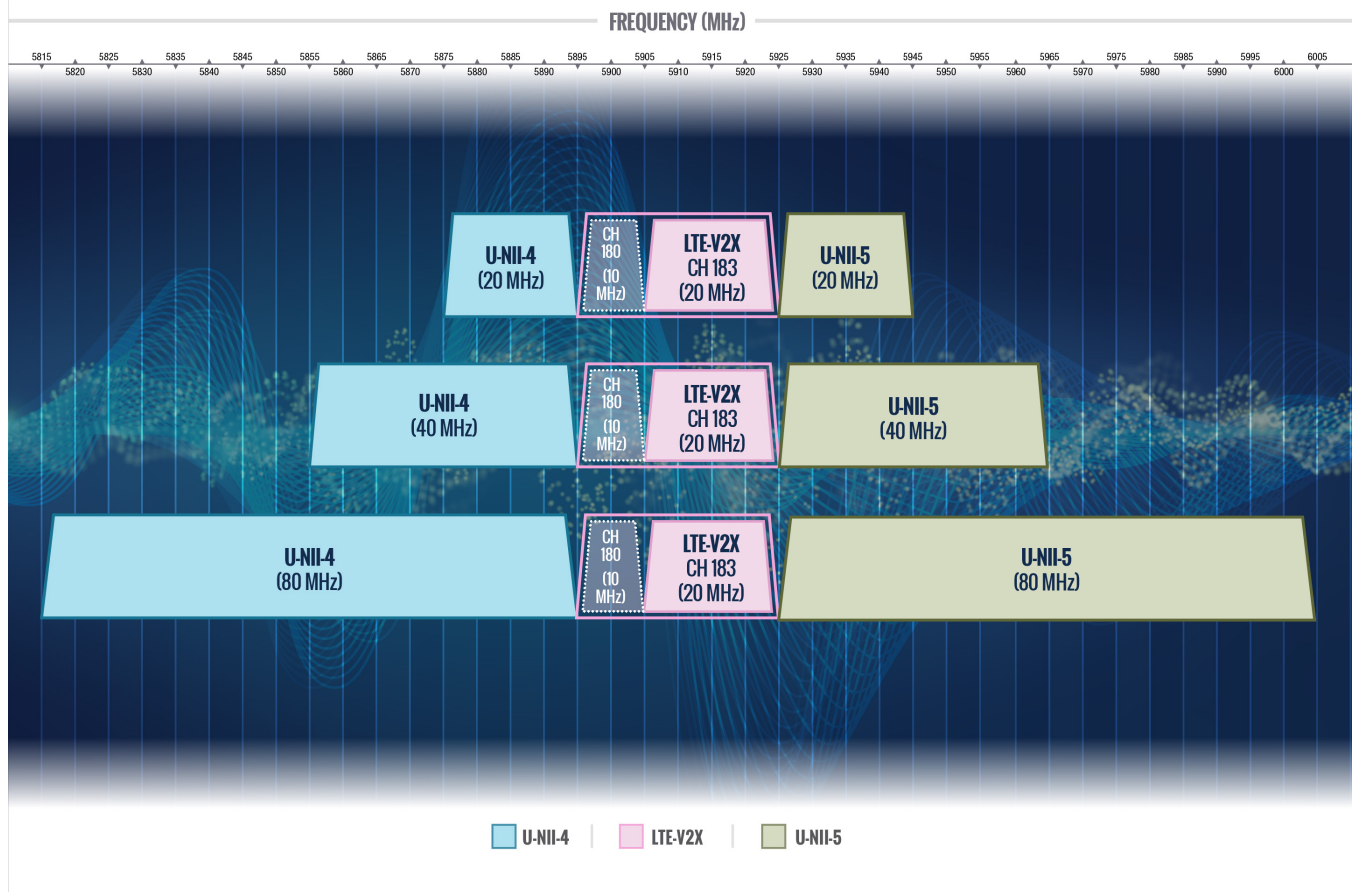 FREQUENCY (MHz)
5815 5825 5835 5845 5855 5865 5875 5885 5895 5905 5915 5925 5935 5945 5955 5965 5975 5985 5995 6005
5820 5830 5840 5850 5860 5870 5880 5890 5900 5910 5920 5930 5940 5950 5960 5970 5980 5990 6000
U-NII-4
(20 MHz)
CH
180
(10
MHz)
LTE-V2X
CH 183
(20 MHz)
U-NII-5
(20 MHz)
U-NII-4
(40 MHz)
CH
180
(10
MHz)
LTE-V2X
CH 183
(20 MHz)
U-NII-5
(40 MHz)
U-NII-4
(80 MHz)
CH
180
(10
MHz)
LTE-V2X
CH 183
(20 MHz)
U-NII-5
(80 MHz)
U-NII-4 LTE-V2X U-NII-5